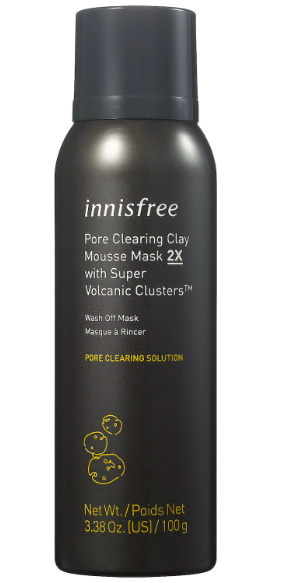 innisfree
Pore Clearing Clay
Mousse Mask 2X
with Super
Volcanic Clusters™
Wash Off Mask
Masque à Rincer
PORE CLEARING SOLUTION
Net Wt. / Poids Net
3.38 Oz. (US) / 100 g